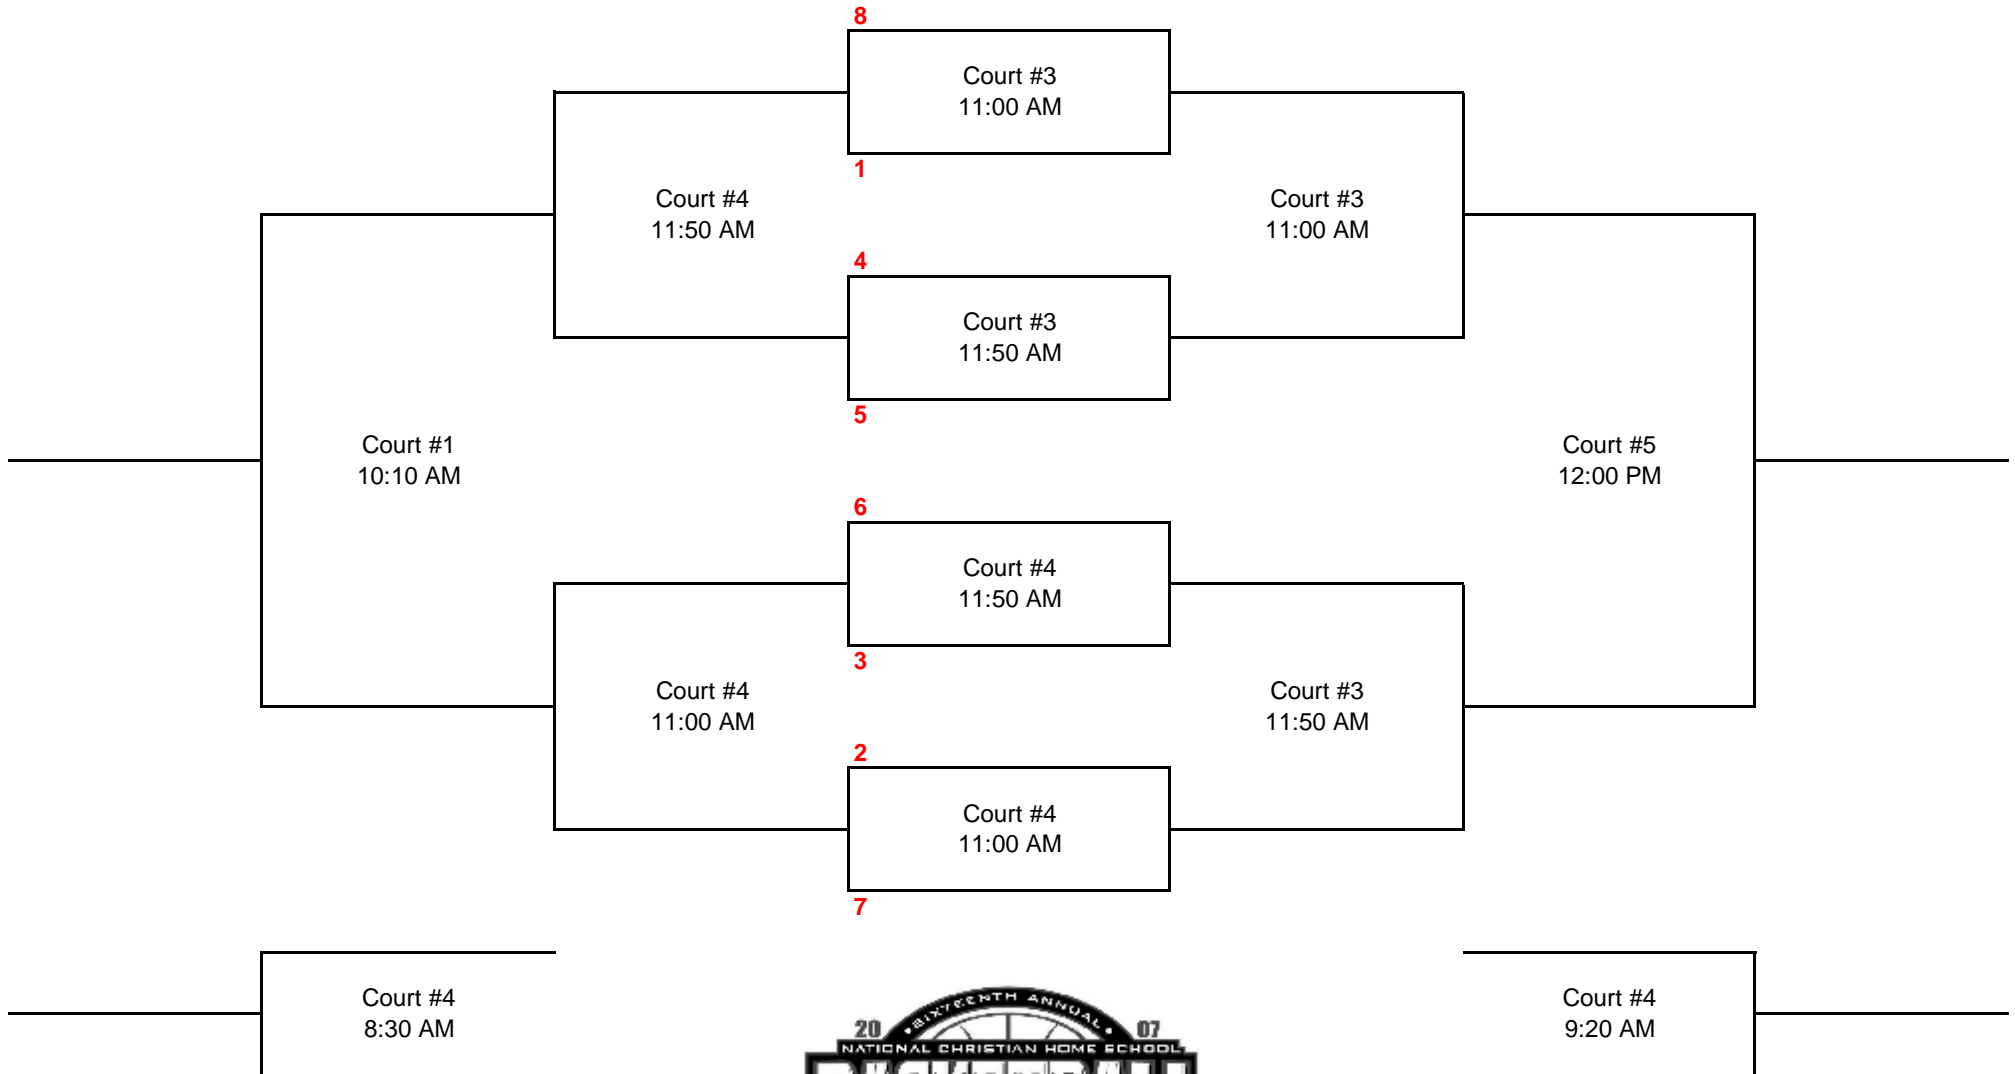 8
Court #3
11:00 AM
1
Court #4
11:50 AM
Court #3
11:00 AM
4
Court #3
11:50 AM
5
Court #1
10:10 AM
Court #5
12:00 PM
6
Court #4
11:50 AM
3
Court #4
11:00 AM
Court #3
11:50 AM
2
Court #4
11:00 AM
7
Court #4
8:30 AM
Court #4
9:20 AM
SIXTEENTH ANNUAL
20 07
NATIONAL CHRISTIAN HOME SCHOOL